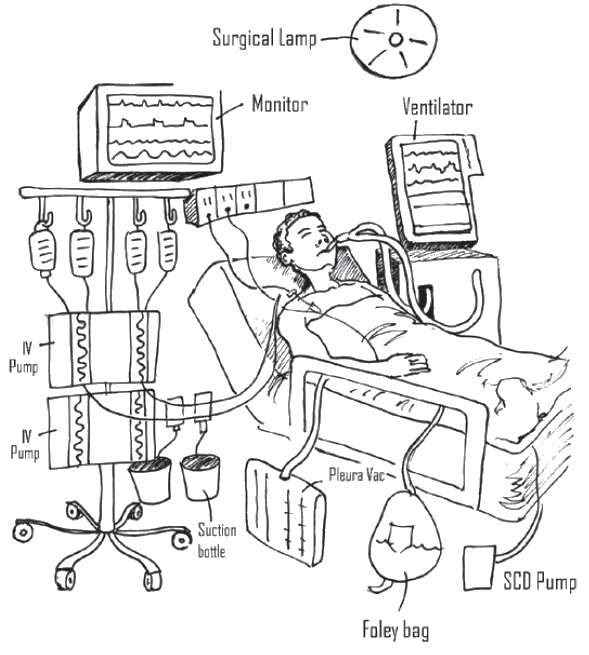 Surgical Lamp
Monitor
Ventilator
IV
Pump
IV
Pump
Pleura Vac
Suction
bottle
SCD Pump
Foley bag